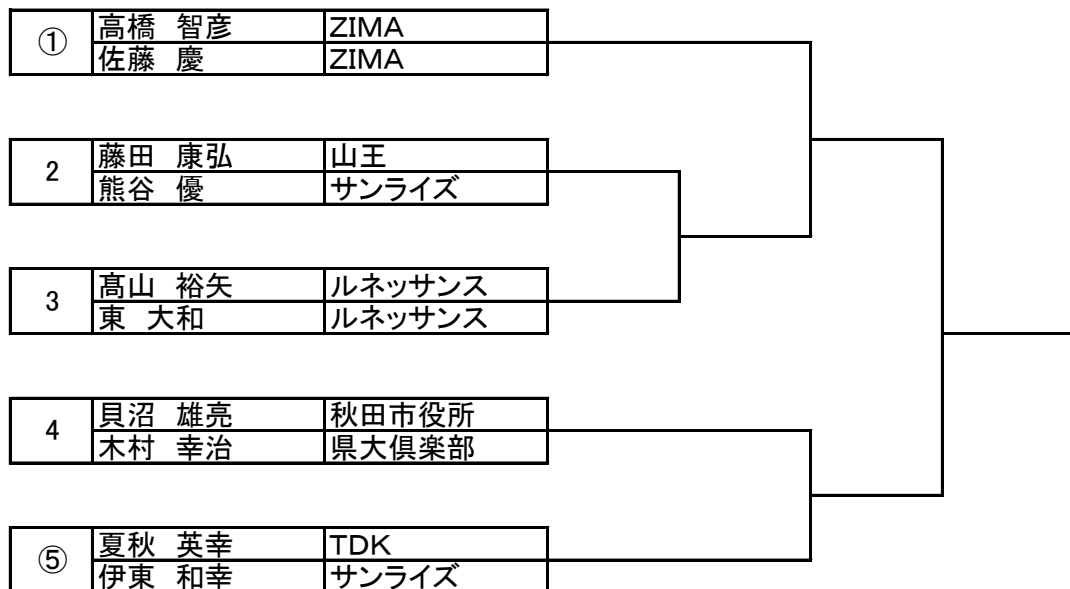 ① 高橋 智彦 ZIMA
佐藤 慶 ZIMA
2 藤田 康弘 山王
熊谷 優 サンライズ
3 髙山 裕矢 ルネッサンス
東 大和 ルネッサンス
4 貝沼 雄亮 秋田市役所
木村 幸治 県大倶楽部
⑤ 夏秋 英幸 TDK
伊東 和幸 サンライズ